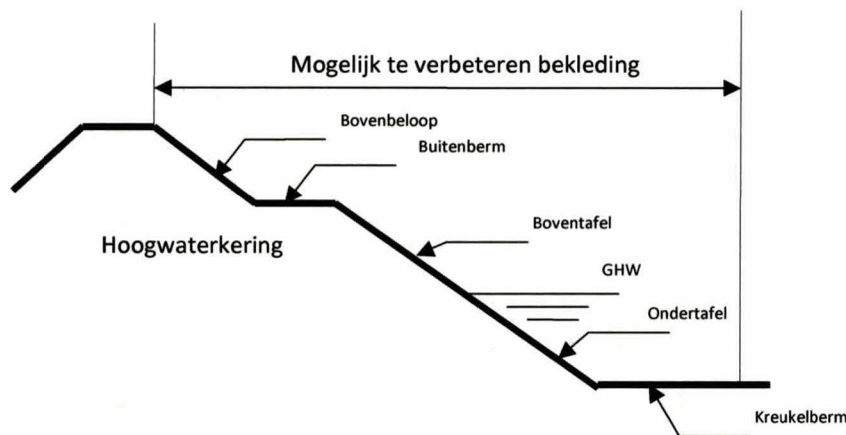 Mogelijk te verbeteren bekleding
Bovenbeloop
Buitenberm
Boventafel
Hoogwaterkering
GHW
Ondertafel
Kreukelberm